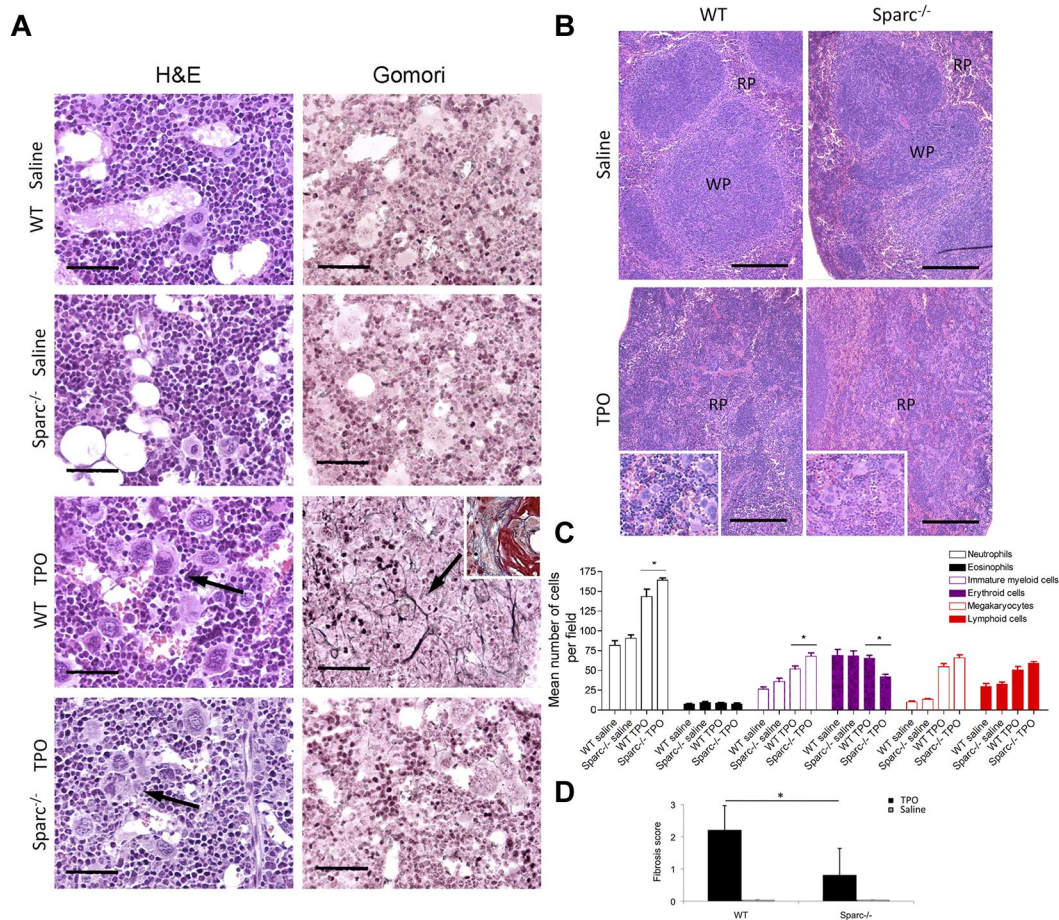 A
H&E
Gomori
WT Saline
Sparc-/- Saline
WT TPO
Sparc-/- TPO
B
WT
Sparc-/-
Saline
TPO
RP
WP
RP
WP
RP
RP
C
Mean number of cells
per field
175
150
125
100
75
50
25
0
*
*
*
Neutrophils
Eosinophils
Immature myeloid cells
Erythroid cells
Megakaryocytes
Lymphoid cells
WT saline
Sparc-/- saline
WT TPO
Sparc-/- TPO
WT saline
Sparc-/- saline
WT TPO
Sparc-/- TPO
WT saline
Sparc-/- saline
WT TPO
Sparc-/- TPO
WT saline
Sparc-/- saline
WT TPO
Sparc-/- TPO
WT saline
Sparc-/- saline
WT TPO
Sparc-/- TPO
WT saline
Sparc-/- saline
WT TPO
Sparc-/- TPO
D
Fibrosis score
3
2
1
0
*
TPO
Saline
WT
Sparc-/-